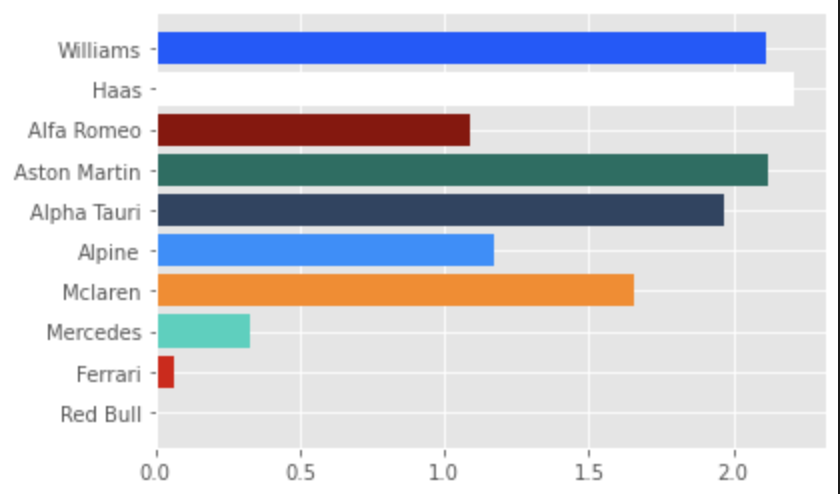 Williams
Haas
Alfa Romeo
Aston Martin
Alpha Tauri
Alpine
Mclaren
Mercedes
Ferrari
Red Bull
0.0 0.5 1.0 1.5 2.0